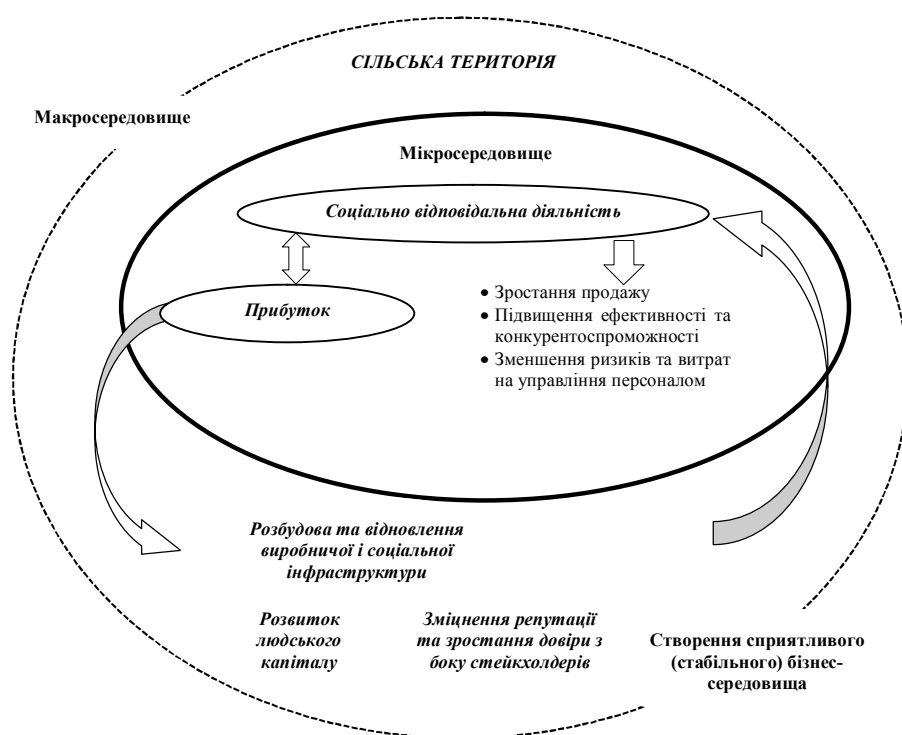 СІЛЬСЬКА ТЕРИТОРІЯ
Макросередовище
Мікросередовище
Соціально відповідальна діяльність
Прибуток
• Зростання продажу
• Підвищення ефективності та
конкурентоспроможності
• Зменшення ризиків та витрат
на управління персоналом
Розбудова та відновлення
виробничої і соціальної
інфраструктури
Розвиток
людського
капіталу
Зміцнення репутації
та зростання довіри з
боку стейкхолдерів
Створення сприятливого
(стабільного) бізнес-
середовища